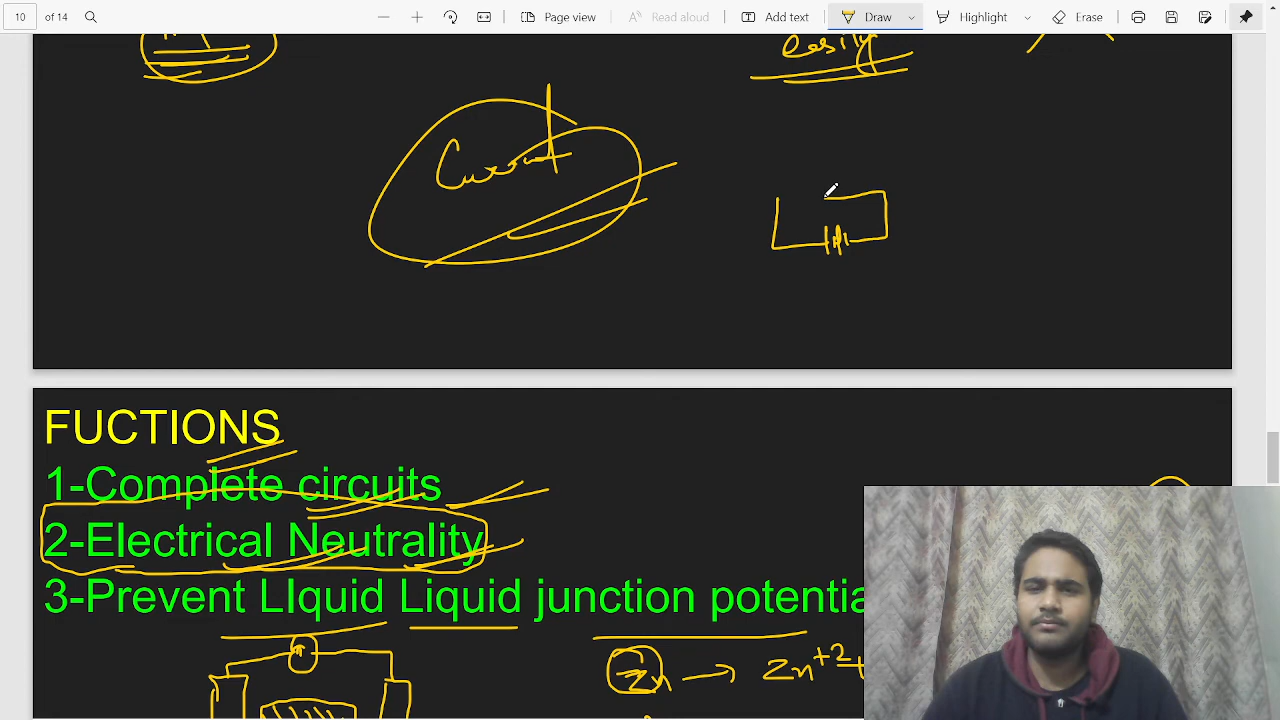 10 of 14 Page view Read aloud Add text Draw Highlight Erase
easily
Current
FUCTIONS
1-Complete circuits
2-Electrical Neutrality
3-Prevent LIquid Liquid junction potentia
Zn → Zn+2+